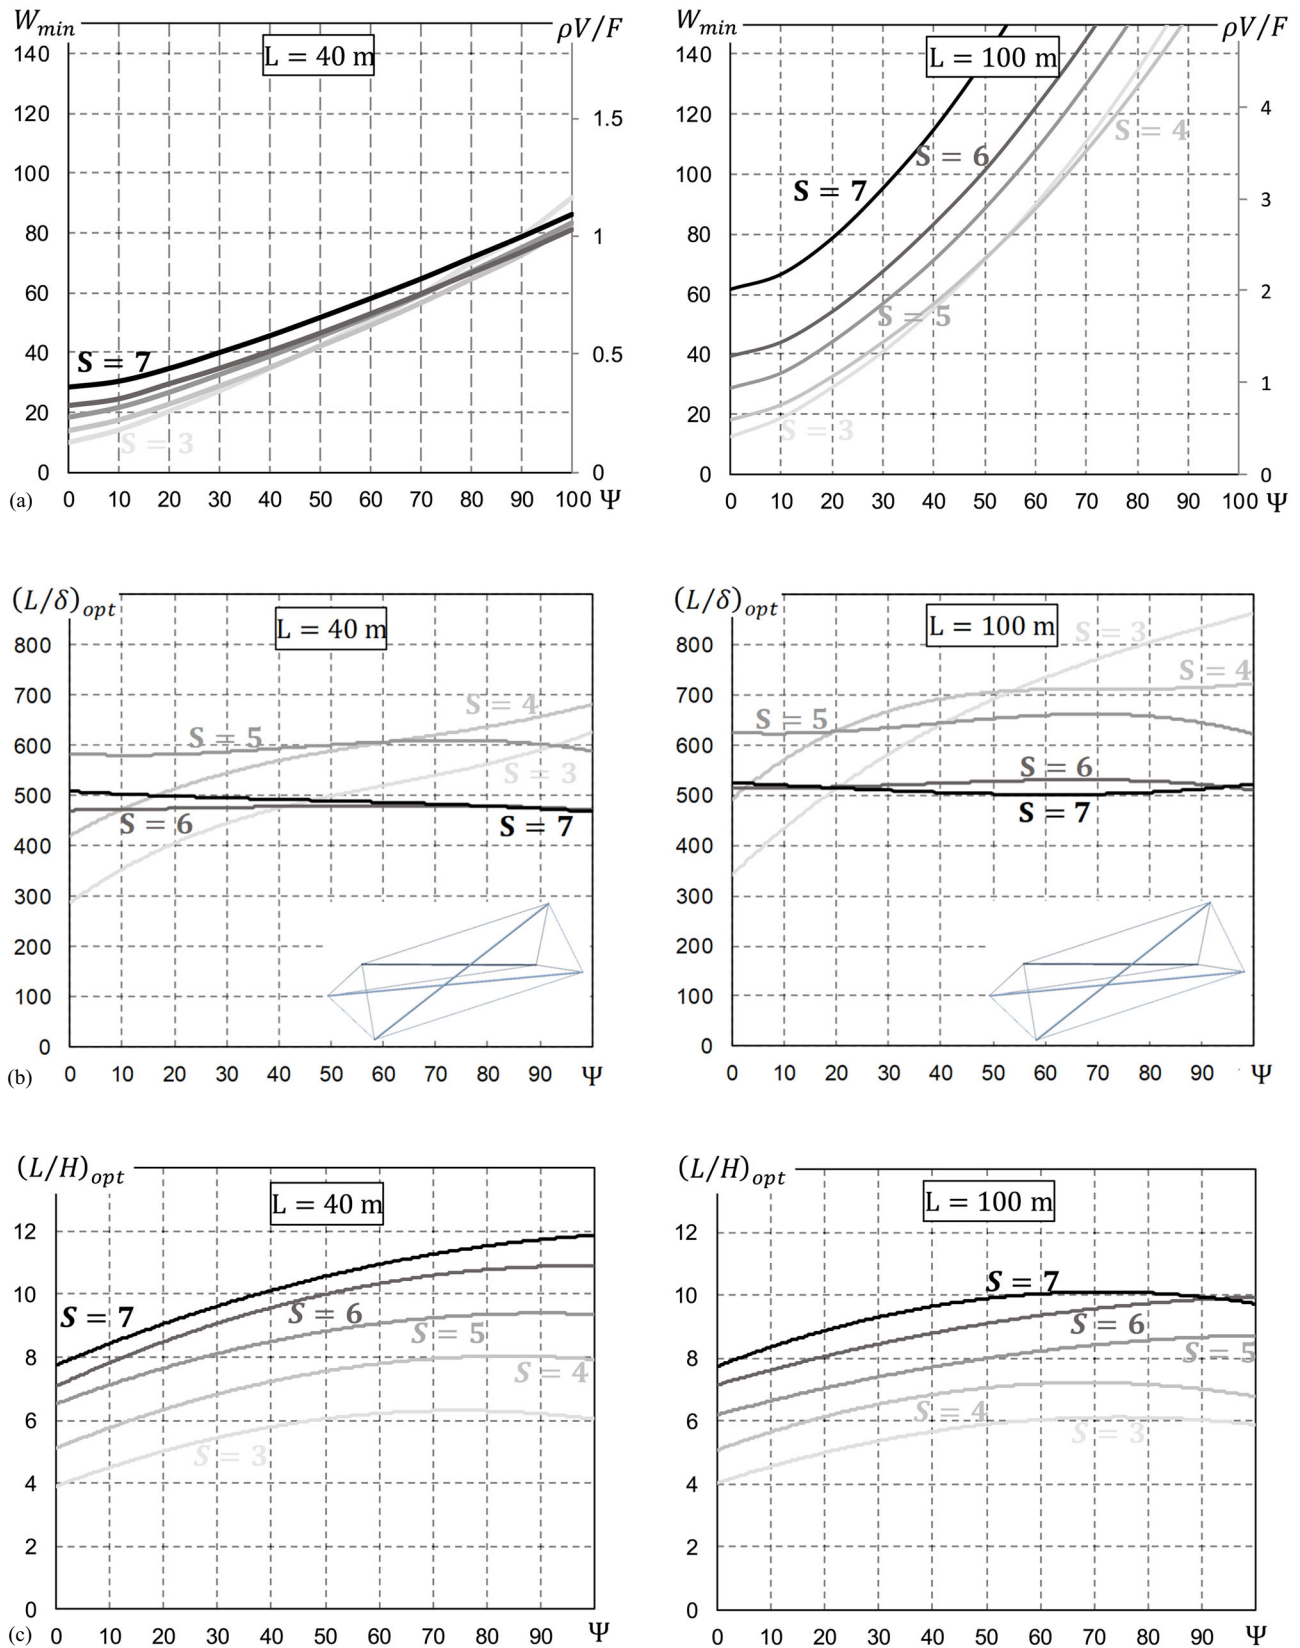 W_min L = 40 m ρV/F
140
120
100
80
60
40
20
0
1.5
1
0.5
0
S = 7
S = 3
0 10 20 30 40 50 60 70 80 90 100 Ψ
(a)
W_min L = 100 m ρV/F
140
120
100
80
60
40
20
0
4
3
2
1
0
S = 4
S = 6
S = 7
S = 5
S = 3
0 10 20 30 40 50 60 70 80 90 100 Ψ
(L/δ)_opt
L = 40 m
800
700
600
500
400
300
200
100
0
S = 4
S = 5
S = 3
S = 6
S = 7
0 10 20 30 40 50 60 70 80 90 Ψ
(b)
(L/δ)_opt
L = 100 m
800
700
600
500
400
300
200
100
0
S = 3
S = 4
S = 5
S = 6
S = 7
0 10 20 30 40 50 60 70 80 90 Ψ
(L/H)_opt
L = 40 m
12
10
8
6
4
2
0
S = 7
S = 6
S = 5
S = 4
S = 3
0 10 20 30 40 50 60 70 80 90 Ψ
(c)
(L/H)_opt
L = 100 m
12
10
8
6
4
2
0
S = 7
S = 6
S = 5
S = 4
S = 3
0 10 20 30 40 50 60 70 80 90 Ψ